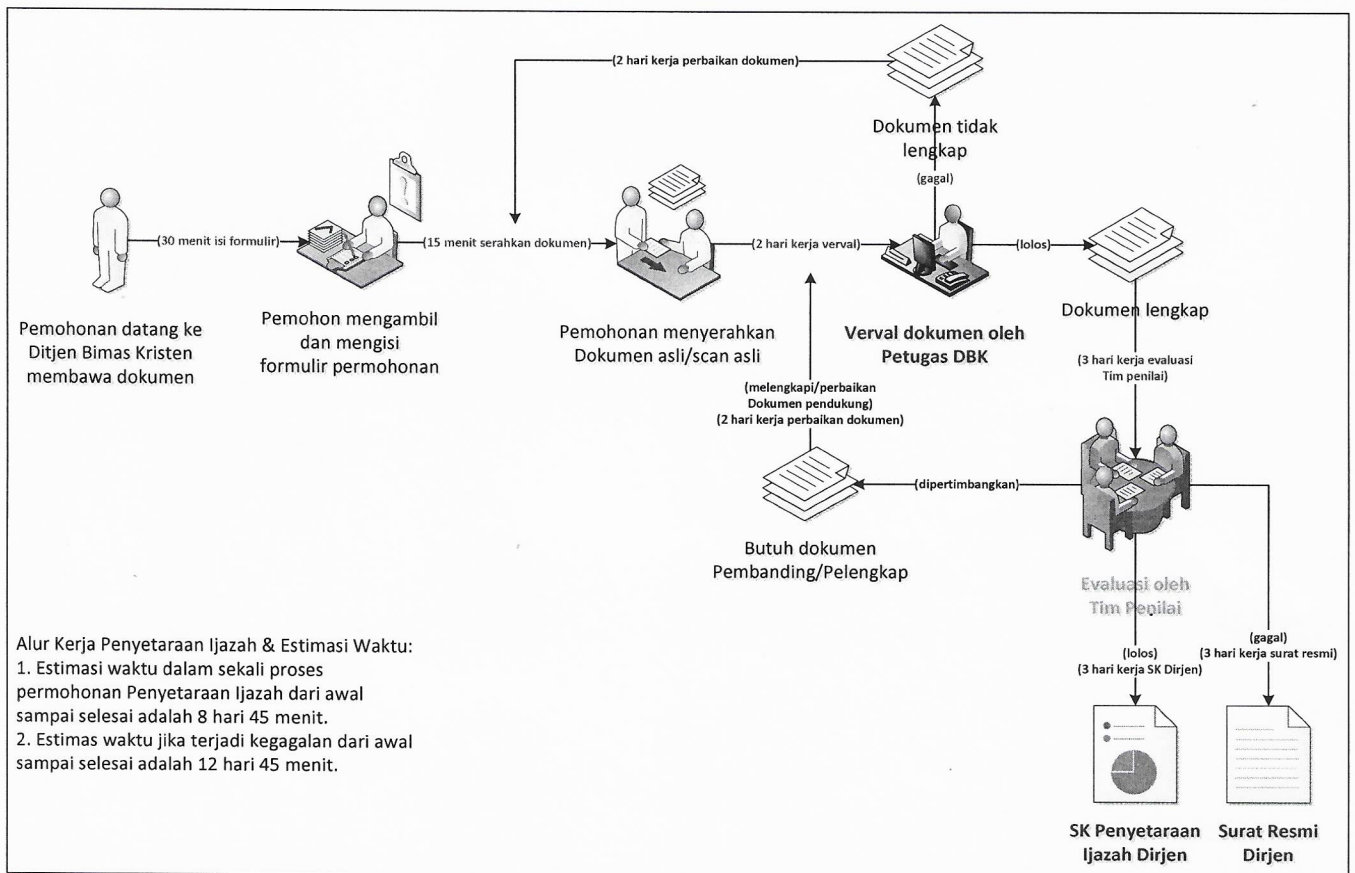 (2 hari kerja perbaikan dokumen)
Dokumen tidak
lengkap
(gagal)
(30 menit isi formulir)
(15 menit serahkan dokumen)
(2 hari kerja verval)
(lolos)
Pemohonan datang ke
Ditjen Bimas Kristen
membawa dokumen
Pemohon mengambil
dan mengisi
formulir permohonan
Pemohonan menyerahkan
Dokumen asli/scan asli
Verval dokumen oleh
Petugas DBK
Dokumen lengkap
(3 hari kerja evaluasi
Tim penilai)
(melengkapi/perbaikan
Dokumen pendukung)
(2 hari kerja perbaikan dokumen)
(dipertimbangkan)
Butuh dokumen
Pembanding/Pelengkap
Evaluasi oleh
Tim Penilai
(lolos)
(3 hari kerja SK Dirjen)
(gagal)
(3 hari kerja surat resmi)
Alur Kerja Penyetaraan Ijazah & Estimasi Waktu:
1. Estimasi waktu dalam sekali proses
permohonan Penyetaraan Ijazah dari awal
sampai selesai adalah 8 hari 45 menit.
2. Estimas waktu jika terjadi kegagalan dari awal
sampai selesai adalah 12 hari 45 menit.
SK Penyetaraan
Ijazah Dirjen
Surat Resmi
Dirjen